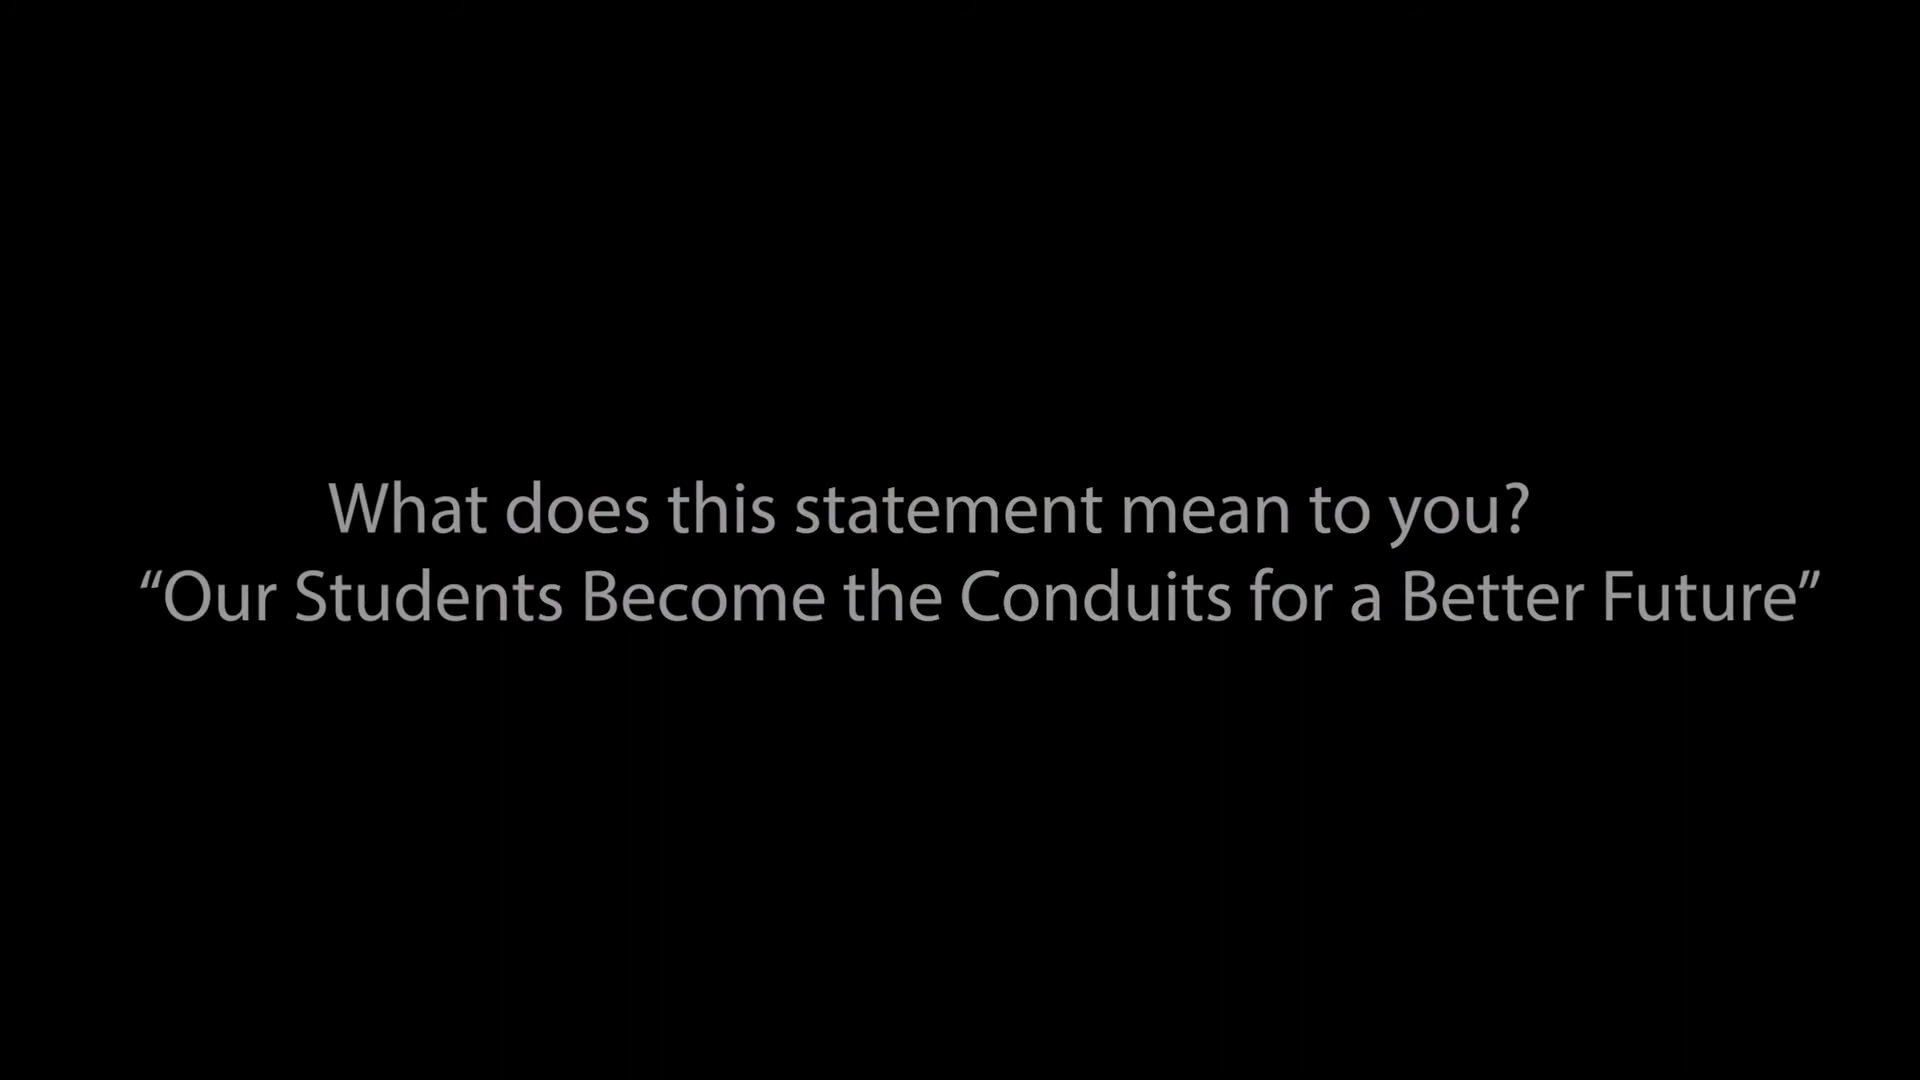 What does this statement mean to you?
“Our Students Become the Conduits for a Better Future”